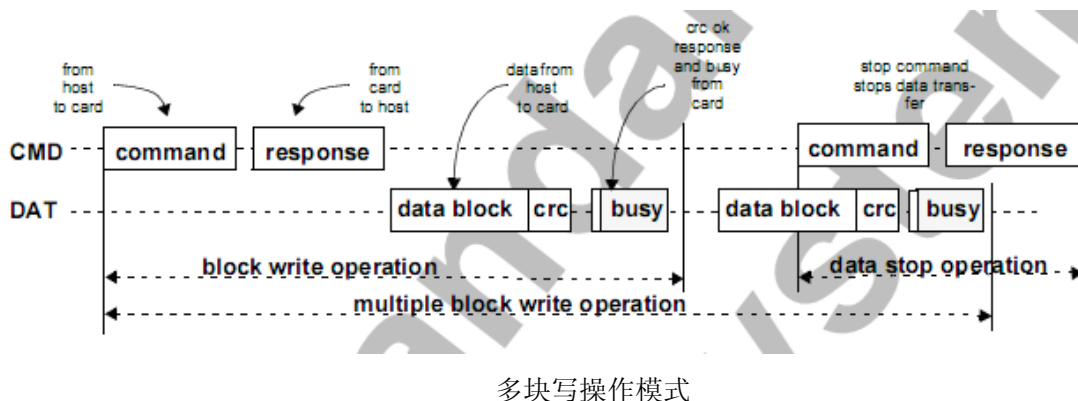 from
host
to card
from
card
to host
data from
host
to card
crc ok
response
and busy
from
card
stop command
stops data trans-
fer
CMD command response command response
DAT data block crc busy data block crc busy
block write operation data stop operation
multiple block write operation
多块写操作模式